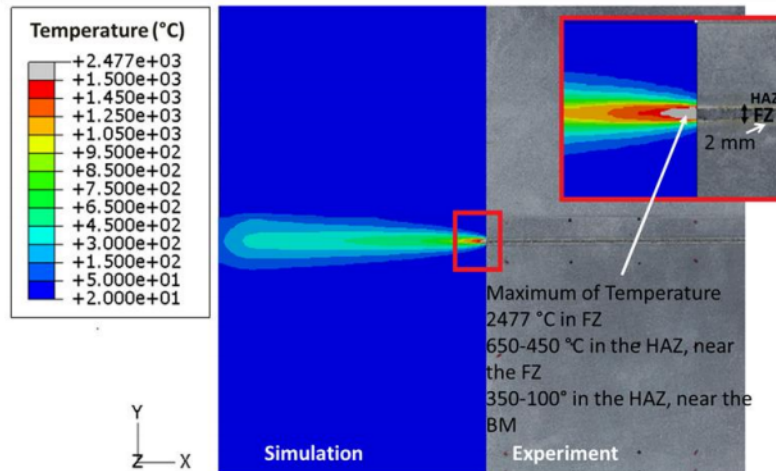 Temperature (°C)
+2.477e+03
+1.500e+03
+1.450e+03
+1.250e+03
+1.050e+03
+9.500e+02
+8.500e+02
+7.500e+02
+6.500e+02
+4.500e+02
+3.000e+02
+1.500e+02
+5.000e+01
+2.000e+01
HAZ
FZ
2 mm
Maximum of Temperature
2477 °C in FZ
650-450 °C in the HAZ, near
the FZ
350-100° in the HAZ, near the
BM
Y
Z X
Simulation
Experiment